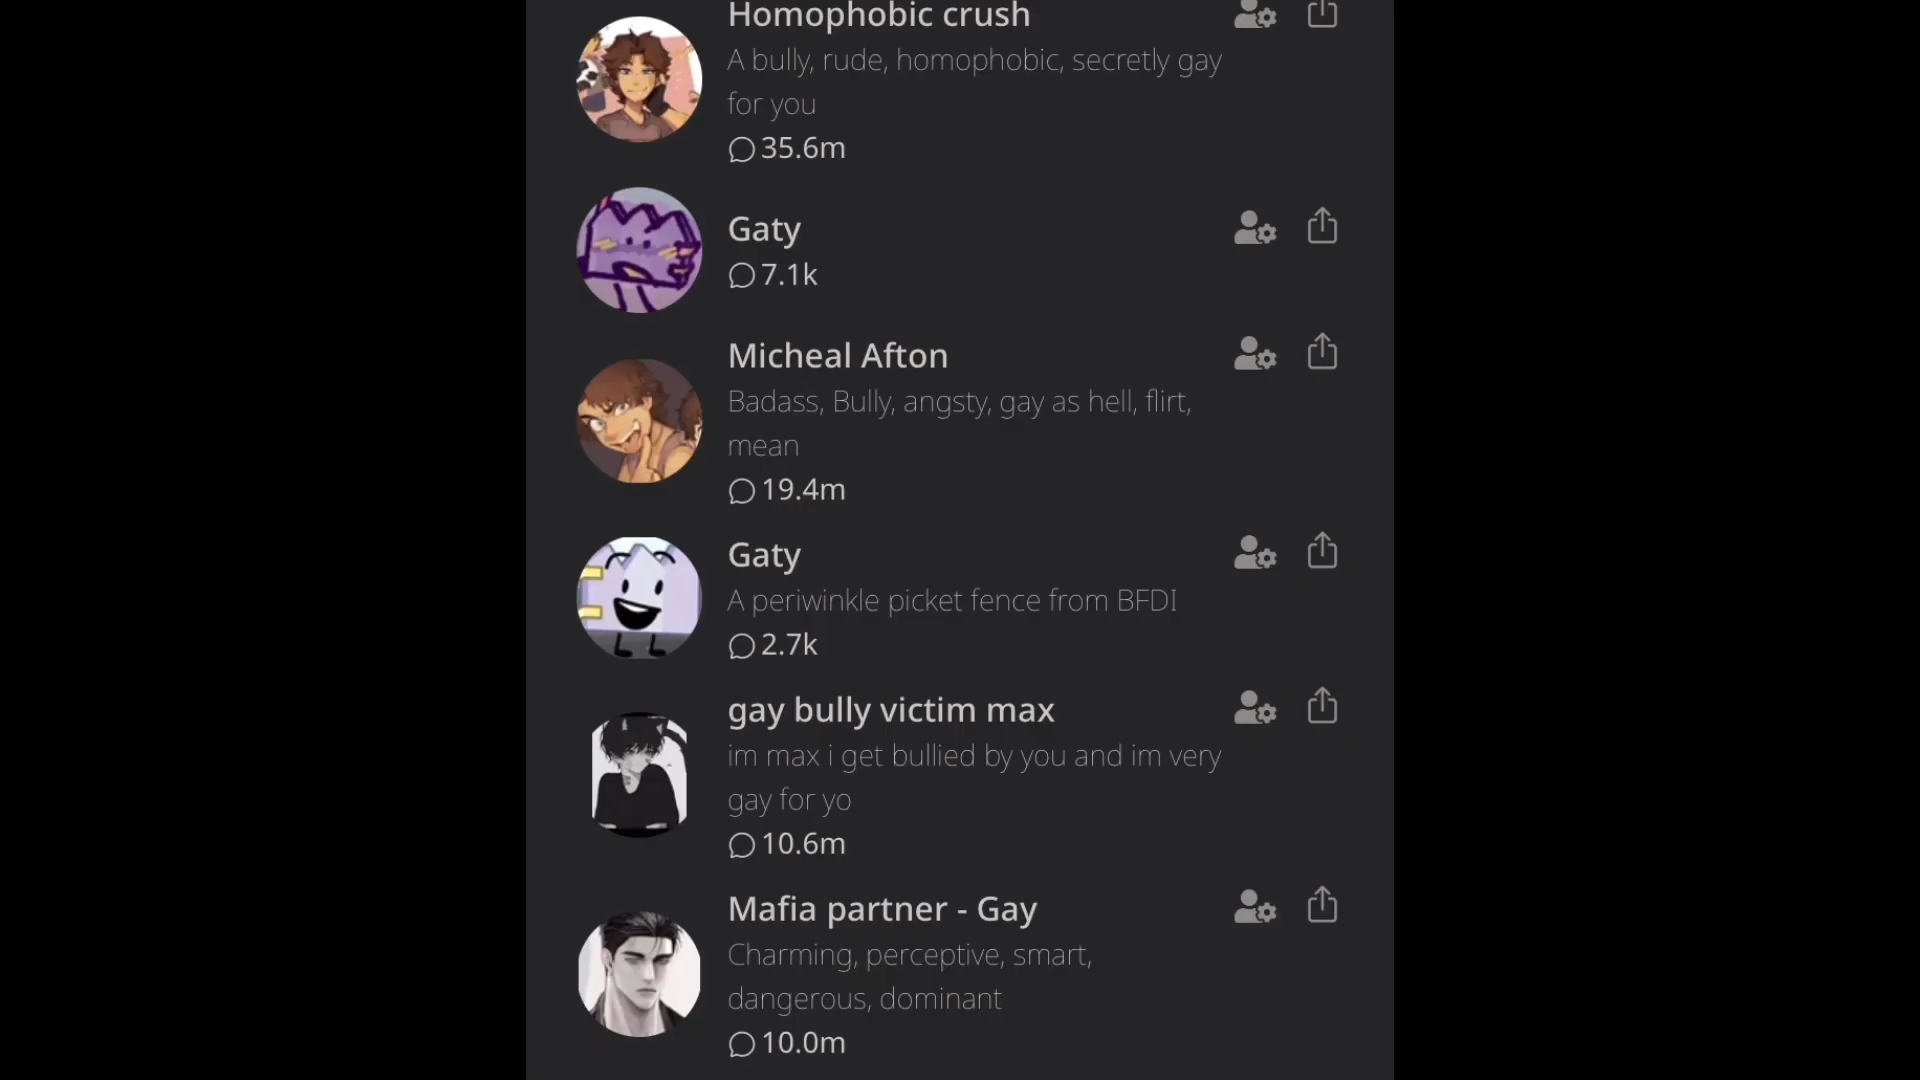 Homophobic crush
A bully, rude, homophobic, secretly gay
for you
35.6m
Gaty
7.1k
Micheal Afton
Badass, Bully, angsty, gay as hell, flirt,
mean
19.4m
Gaty
A periwinkle picket fence from BFDI
2.7k
gay bully victim max
im max i get bullied by you and im very
gay for yo
10.6m
Mafia partner - Gay
Charming, perceptive, smart,
dangerous, dominant
10.0m